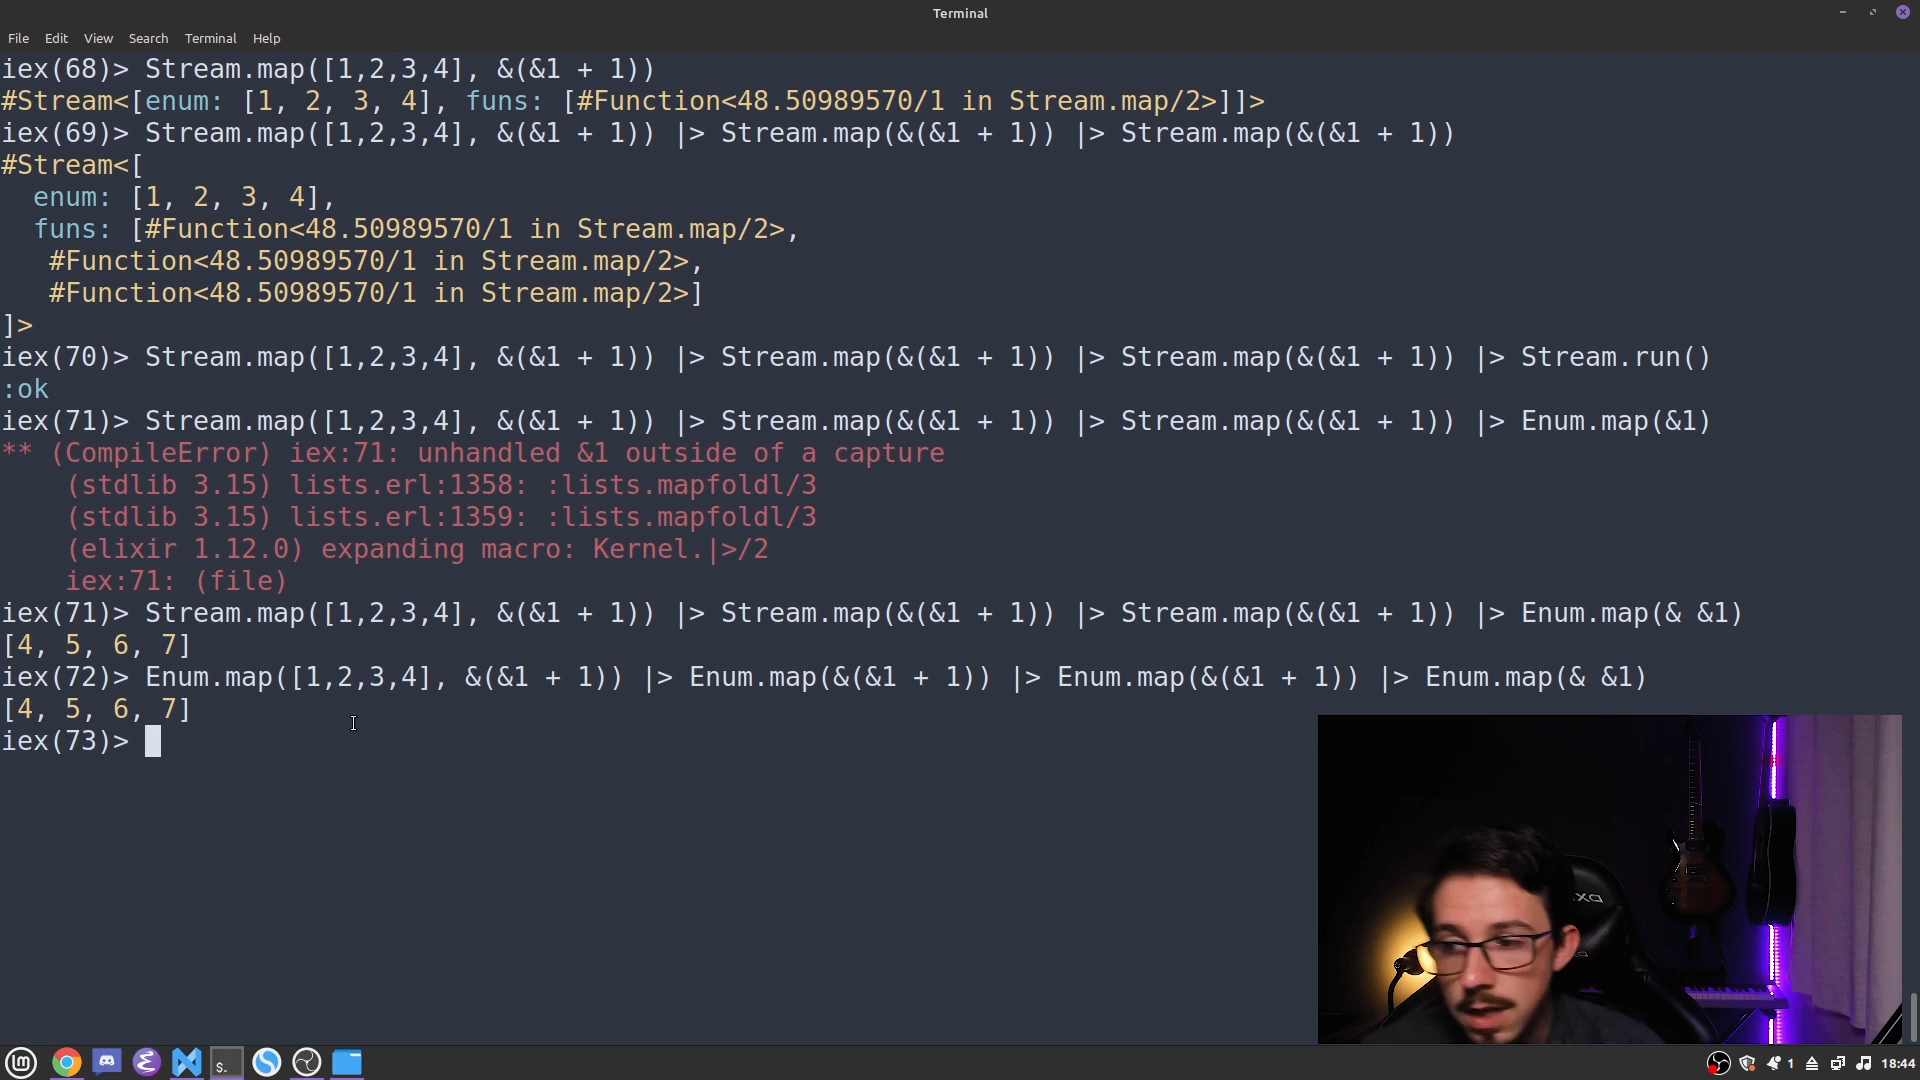 Terminal
File Edit View Search Terminal Help
iex(68)> Stream.map([1,2,3,4], &(&1 + 1))
#Stream<[enum: [1, 2, 3, 4], funs: [#Function<48.50989570/1 in Stream.map/2>]]>
iex(69)> Stream.map([1,2,3,4], &(&1 + 1)) |> Stream.map(&(&1 + 1)) |> Stream.map(&(&1 + 1))
#Stream<[
  enum: [1, 2, 3, 4],
  funs: [#Function<48.50989570/1 in Stream.map/2>,
   #Function<48.50989570/1 in Stream.map/2>,
   #Function<48.50989570/1 in Stream.map/2>]
]>
iex(70)> Stream.map([1,2,3,4], &(&1 + 1)) |> Stream.map(&(&1 + 1)) |> Stream.map(&(&1 + 1)) |> Stream.run()
:ok
iex(71)> Stream.map([1,2,3,4], &(&1 + 1)) |> Stream.map(&(&1 + 1)) |> Stream.map(&(&1 + 1)) |> Enum.map(&1)
** (CompileError) iex:71: unhandled &1 outside of a capture
    (stdlib 3.15) lists.erl:1358: :lists.mapfoldl/3
    (stdlib 3.15) lists.erl:1359: :lists.mapfoldl/3
    (elixir 1.12.0) expanding macro: Kernel.|>/2
    iex:71: (file)
iex(71)> Stream.map([1,2,3,4], &(&1 + 1)) |> Stream.map(&(&1 + 1)) |> Stream.map(&(&1 + 1)) |> Enum.map(& &1)
[4, 5, 6, 7]
iex(72)> Enum.map([1,2,3,4], &(&1 + 1)) |> Enum.map(&(&1 + 1)) |> Enum.map(&(&1 + 1)) |> Enum.map(& &1)
[4, 5, 6, 7]
iex(73)>
1 18:44